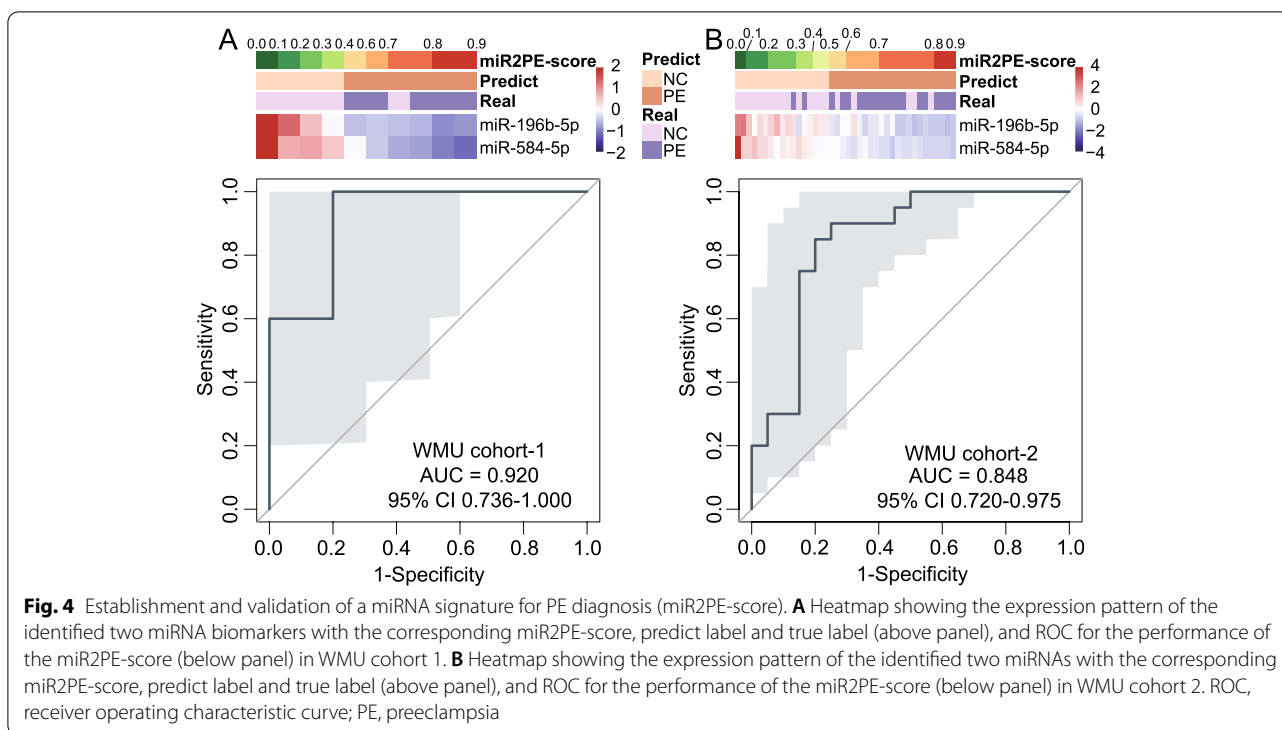 A
0.0 0.1 0.2 0.3 0.4 0.6 0.7 0.8 0.9
miR2PE-score
Predict
Real
miR-196b-5p
miR-584-5p
2
1
0
−1
−2
Predict
NC
PE
Real
NC
PE
B
0.0 0.1 0.2 0.3 0.4 0.5 0.6 0.7 0.8 0.9
miR2PE-score
Predict
Real
miR-196b-5p
miR-584-5p
4
2
0
−2
−4
Sensitivity
1.0
0.8
0.6
0.4
0.2
0.0
WMU cohort-1
AUC = 0.920
95% CI 0.736-1.000
0.0 0.2 0.4 0.6 0.8 1.0
1-Specificity
Sensitivity
1.0
0.8
0.6
0.4
0.2
0.0
WMU cohort-2
AUC = 0.848
95% CI 0.720-0.975
0.0 0.2 0.4 0.6 0.8 1.0
1-Specificity
Fig. 4 Establishment and validation of a miRNA signature for PE diagnosis (miR2PE-score). A Heatmap showing the expression pattern of the
identified two miRNA biomarkers with the corresponding miR2PE-score, predict label and true label (above panel), and ROC for the performance of
the miR2PE-score (below panel) in WMU cohort 1. B Heatmap showing the expression pattern of the identified two miRNAs with the corresponding
miR2PE-score, predict label and true label (above panel), and ROC for the performance of the miR2PE-score (below panel) in WMU cohort 2. ROC,
receiver operating characteristic curve; PE, preeclampsia